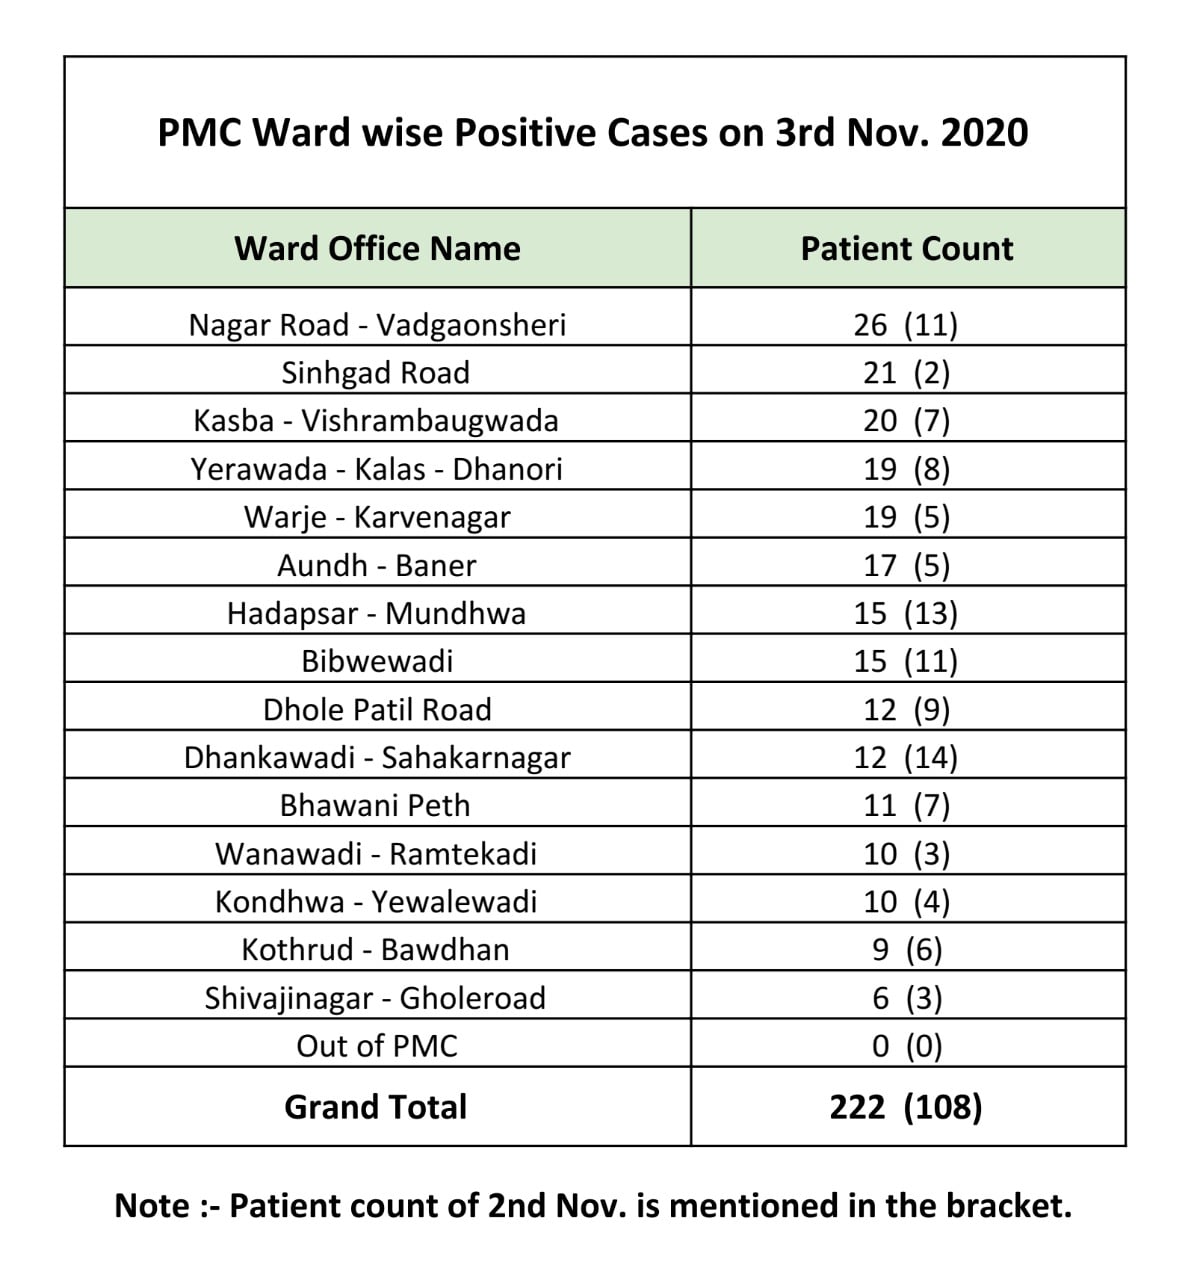 PMC Ward wise Positive Cases on 3rd Nov. 2020
Ward Office Name Patient Count
Nagar Road - Vadgaonsheri 26 (11)
Sinhgad Road 21 (2)
Kasba - Vishrambaugwada 20 (7)
Yerawada - Kalas - Dhanori 19 (8)
Warje - Karvenagar 19 (5)
Aundh - Baner 17 (5)
Hadapsar - Mundhwa 15 (13)
Bibwewadi 15 (11)
Dhole Patil Road 12 (9)
Dhankawadi - Sahakarnagar 12 (14)
Bhawani Peth 11 (7)
Wanawadi - Ramtekadi 10 (3)
Kondhwa - Yewalewadi 10 (4)
Kothrud - Bawdhan 9 (6)
Shivajinagar - Gholeroad 6 (3)
Out of PMC 0 (0)
Grand Total 222 (108)
Note :- Patient count of 2nd Nov. is mentioned in the bracket.